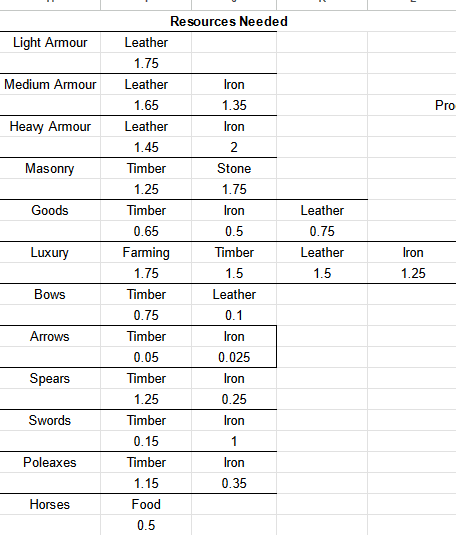 Resources Needed
Light Armour Leather
1.75
Medium Armour Leather Iron
1.65 1.35
Heavy Armour Leather Iron
1.45 2
Masonry Timber Stone
1.25 1.75
Goods Timber Iron Leather
0.65 0.5 0.75
Luxury Farming Timber Leather Iron
1.75 1.5 1.5 1.25
Bows Timber Leather
0.75 0.1
Arrows Timber Iron
0.05 0.025
Spears Timber Iron
1.25 0.25
Swords Timber Iron
0.15 1
Poleaxes Timber Iron
1.15 0.35
Horses Food
0.5